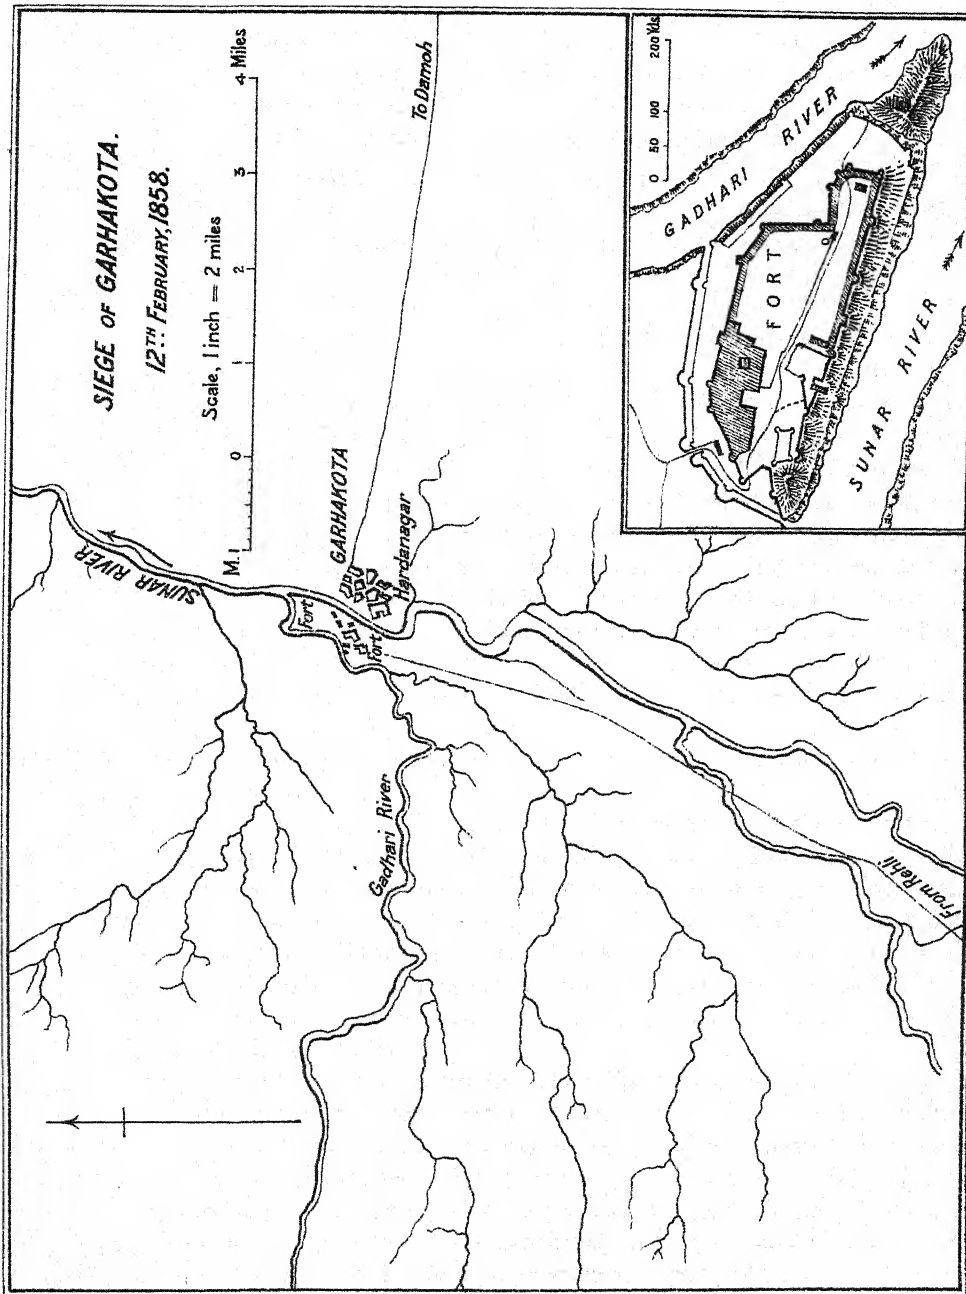 SIEGE OF GARHAKOTA.
12TH FEBRUARY, 1858.
Scale, 1 inch = 2 miles
M. 1 0 1 2 3 4 Miles
SUNAR RIVER
Fort
GARHAKOTA
Hardanagar
Fort
To Damoh
Gadhari River
From Rehli
0 50 100 200 Yds
GADHARI RIVER
FORT
SUNAR RIVER